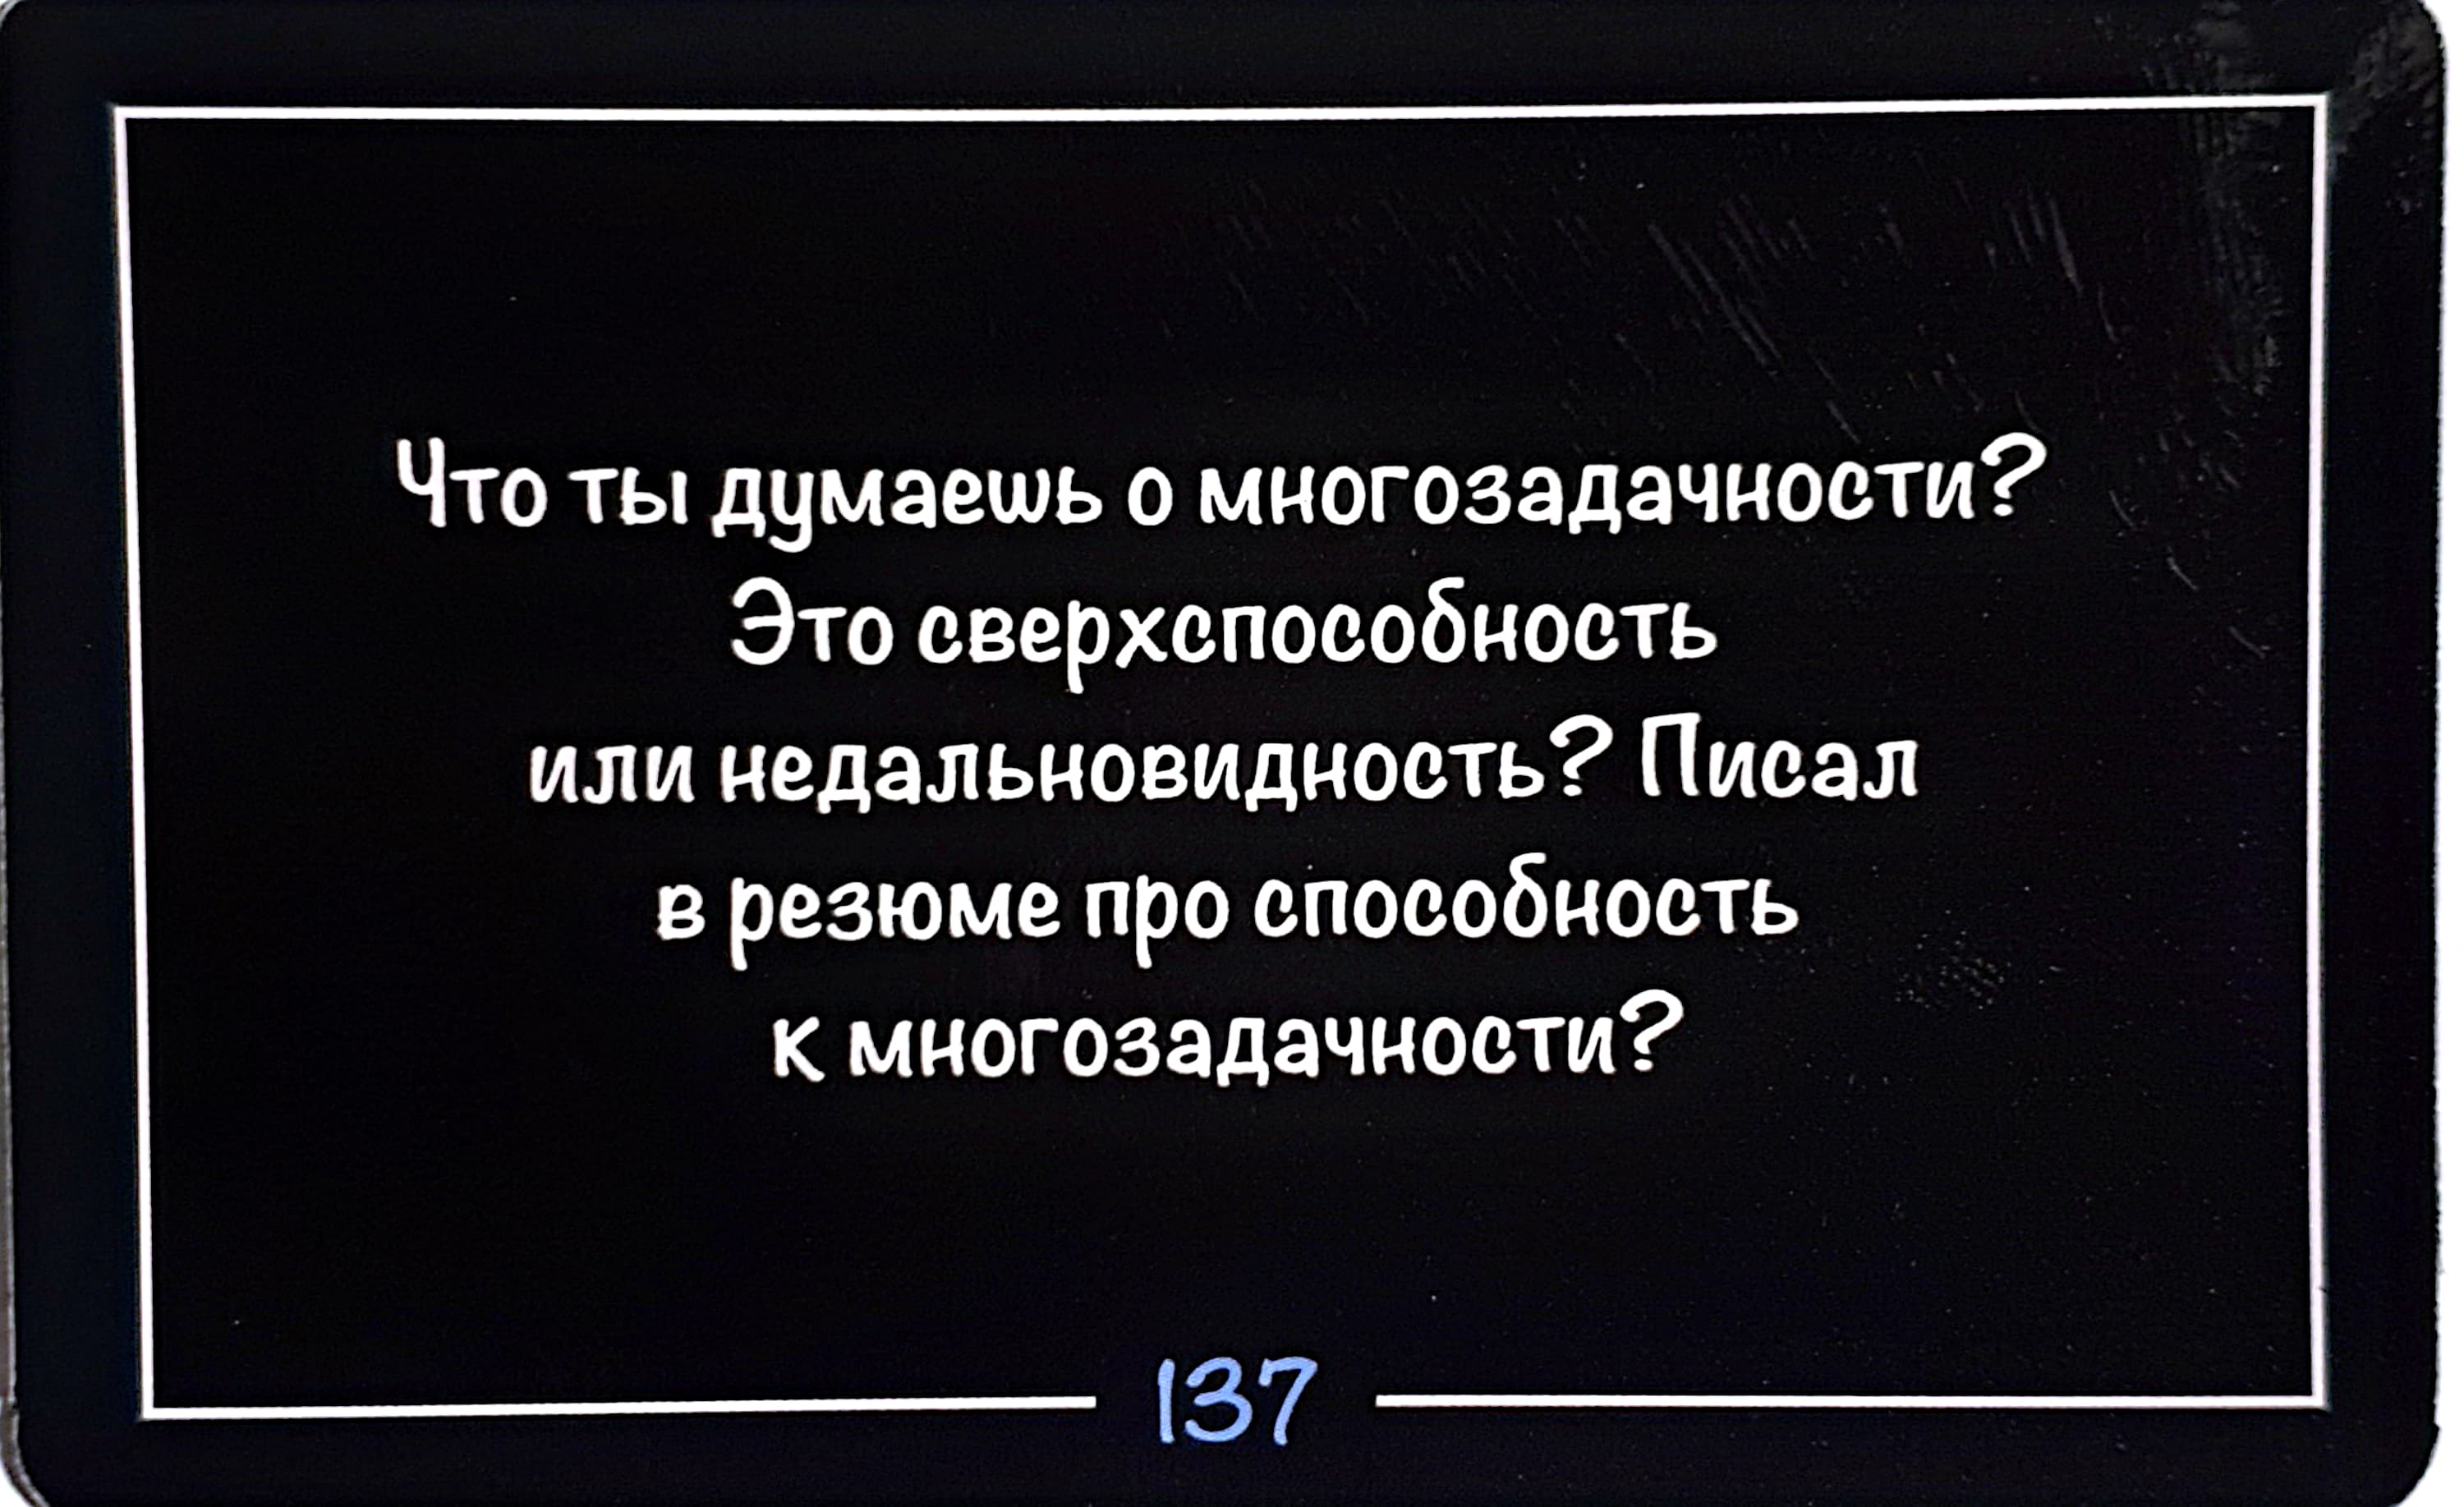 Что ты думаешь о многозадачности?
Это сверхспособность
или недальновидность? Писал
в резюме про способность
к многозадачности?
137